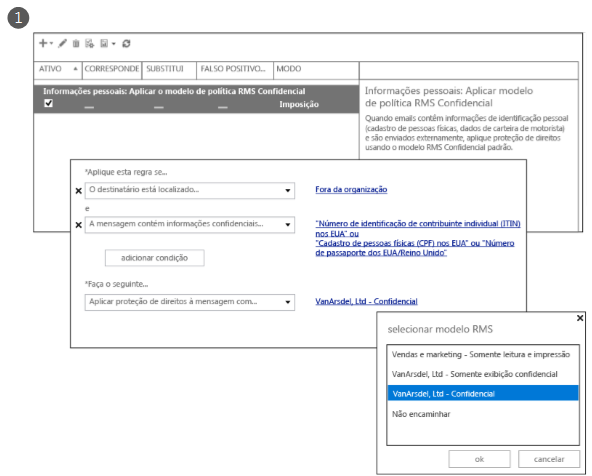 1
ATIVO CORRESPONDE SUBSTITUI FALSO POSITIVO... MODO
Informações pessoais: Aplicar o modelo de política RMS Confidencial
Imposição
Informações pessoais: Aplicar modelo
de política RMS Confidencial
Quando emails contém informações de identificação pessoal
(cadastro de pessoas físicas, dados de carteira de motorista)
e são enviados externamente, aplique proteção de direitos
usando o modelo RMS Confidencial padrão.
*Aplique esta regra se...
O destinatário está localizado...
Fora da organização
e
A mensagem contém informações confidenciais...
"Número de identificação de contribuinte individual (ITIN)
nos EUA" ou
"Cadastro de pessoas físicas (CPF) nos EUA" ou "Número
de passaporte dos EUA/Reino Unido"
adicionar condição
*Faça o seguinte...
Aplicar proteção de direitos à mensagem com...
VanArsdel, Ltd - Confidencial
selecionar modelo RMS
Vendas e marketing - Somente leitura e impressão
VanArsdel, Ltd - Somente exibição confidencial
VanArsdel, Ltd - Confidencial
Não encaminhar
ok cancelar